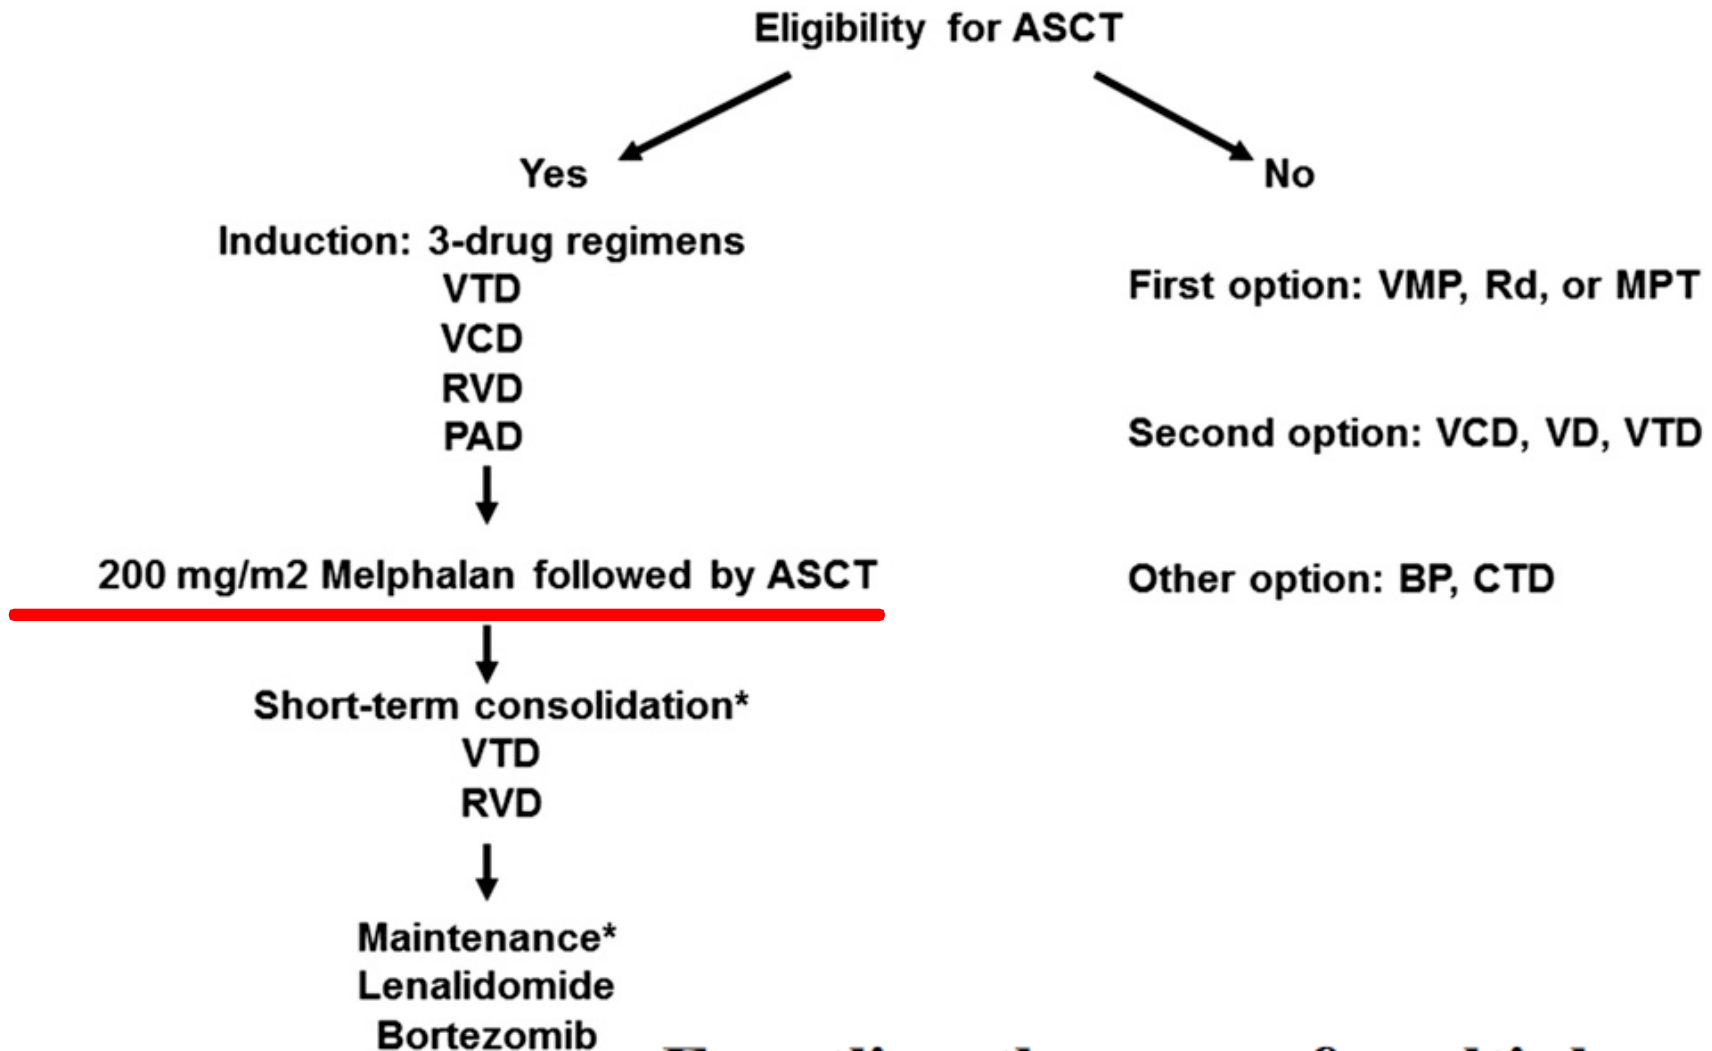 Eligibility for ASCT
Yes
No
Induction: 3-drug regimens
VTD
VCD
RVD
PAD
First option: VMP, Rd, or MPT
Second option: VCD, VD, VTD
200 mg/m2 Melphalan followed by ASCT
Other option: BP, CTD
Short-term consolidation*
VTD
RVD
Maintenance*
Lenalidomide
Bortezomib